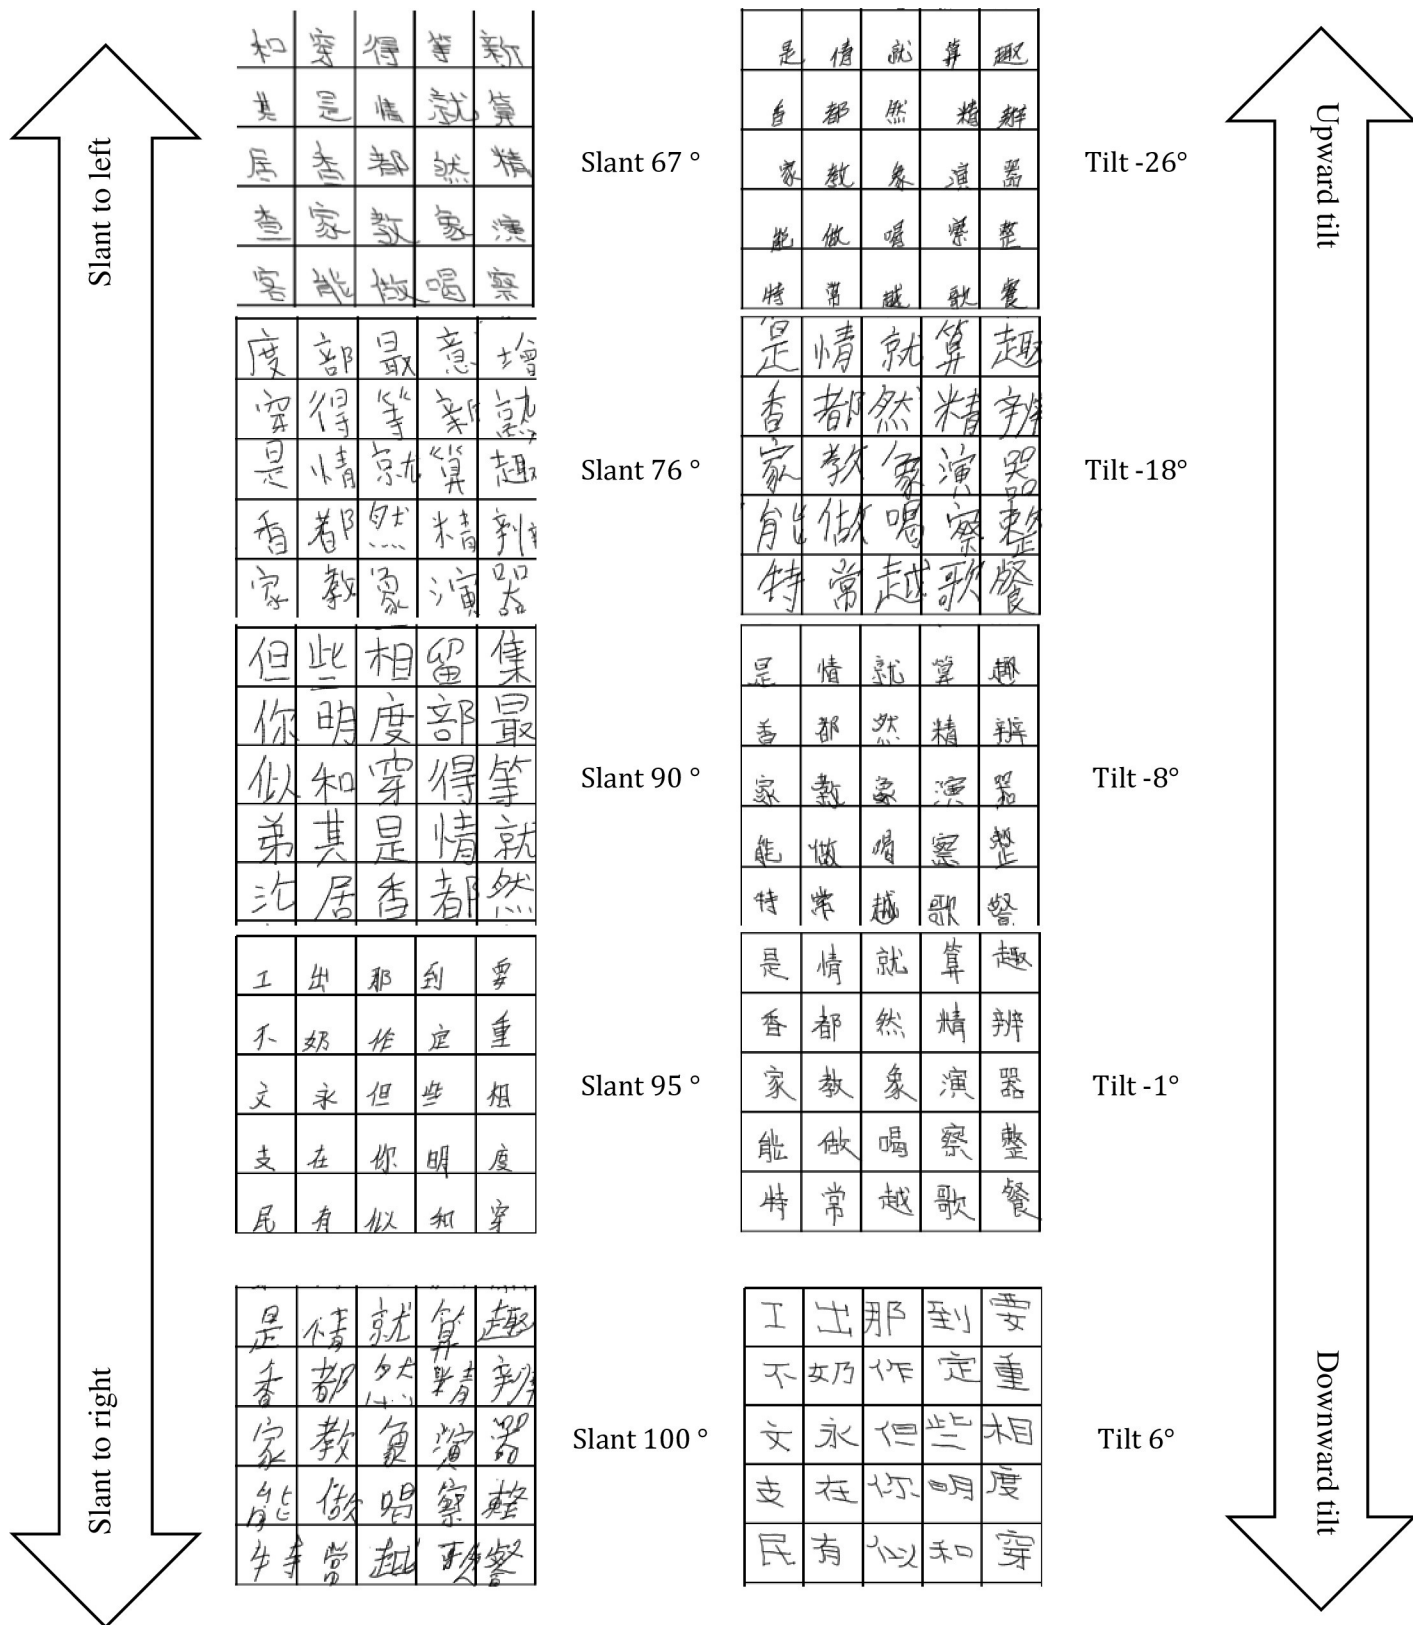 Slant to left
和穿得等新
其是情就算
居香都然精
查家教象演
客能做喝察
Slant 67 °
度部最意增
穿得等新熟
是情就算趣
香都然精辨
家教象演器
Slant 76 °
但些相留集
你明度部最
似和穿得等
弟其是情就
沿居香都然
Slant 90 °
工出那到要
不奶作定重
文永但些相
支在你明度
民有似和穿
Slant 95 °
是情就算趣
香都然精辨
家教象演器
能做喝察整
特常越歌餐
Slant 100 °
Slant to right
是情就算趣
香都然精辦
家教象演器
能做喝察整
特常越歌餐
Tilt -26°
是情就算趣
香都然精辨
家教象演器
能做喝察整
特常越歌餐
Tilt -18°
是情就算趣
香都然精辨
家教象演器
能做喝察整
特常越歌餐
Tilt -8°
是情就算趣
香都然精辨
家教象演器
能做喝察整
特常越歌餐
Tilt -1°
工出那到要
不奶作定重
文永但些相
支在你明度
民有似和穿
Tilt 6°
Upward tilt
Downward tilt